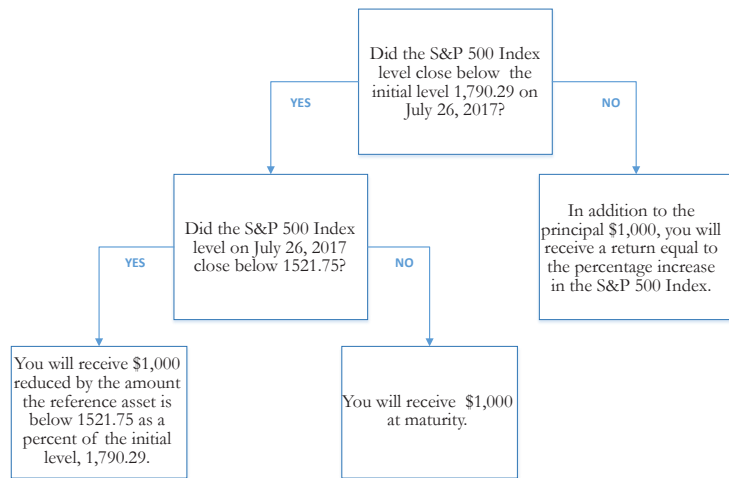 Did the S&P 500 Index
level close below the
initial level 1,790.29 on
July 26, 2017?
YES
NO
Did the S&P 500 Index
level on July 26, 2017
close below 1521.75?
In addition to the
principal $1,000, you will
receive a return equal to
the percentage increase
in the S&P 500 Index.
YES
NO
You will receive $1,000
reduced by the amount
the reference asset is
below 1521.75 as a
percent of the initial
level, 1,790.29.
You will receive $1,000
at maturity.